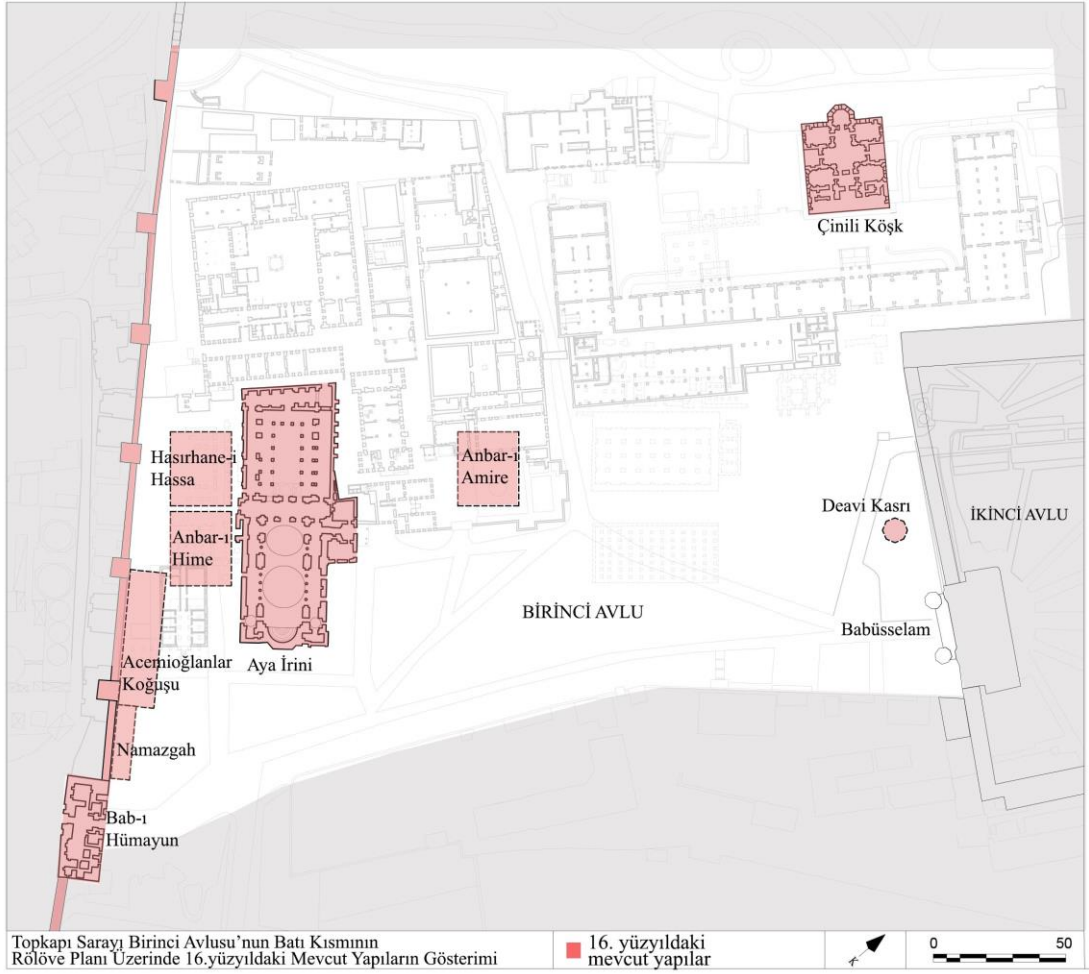 Çinili Köşk
Hasırhane-i
Hassa
Anbar-ı
Amire
Deavi Kasrı
İKİNCİ AVLU
Anbar-ı
Hime
BİRİNCİ AVLU
Babüsselam
Acemioğlanlar
Koğuşu
Aya İrini
Namazgah
Bab-ı
Hümayun
Topkapı Sarayı Birinci Avlusu'nun Batı Kısmının
Rölöve Planı Üzerinde 16.yüzyıldaki Mevcut Yapıların Gösterimi
16. yüzyıldaki
mevcut yapılar
K
0 50